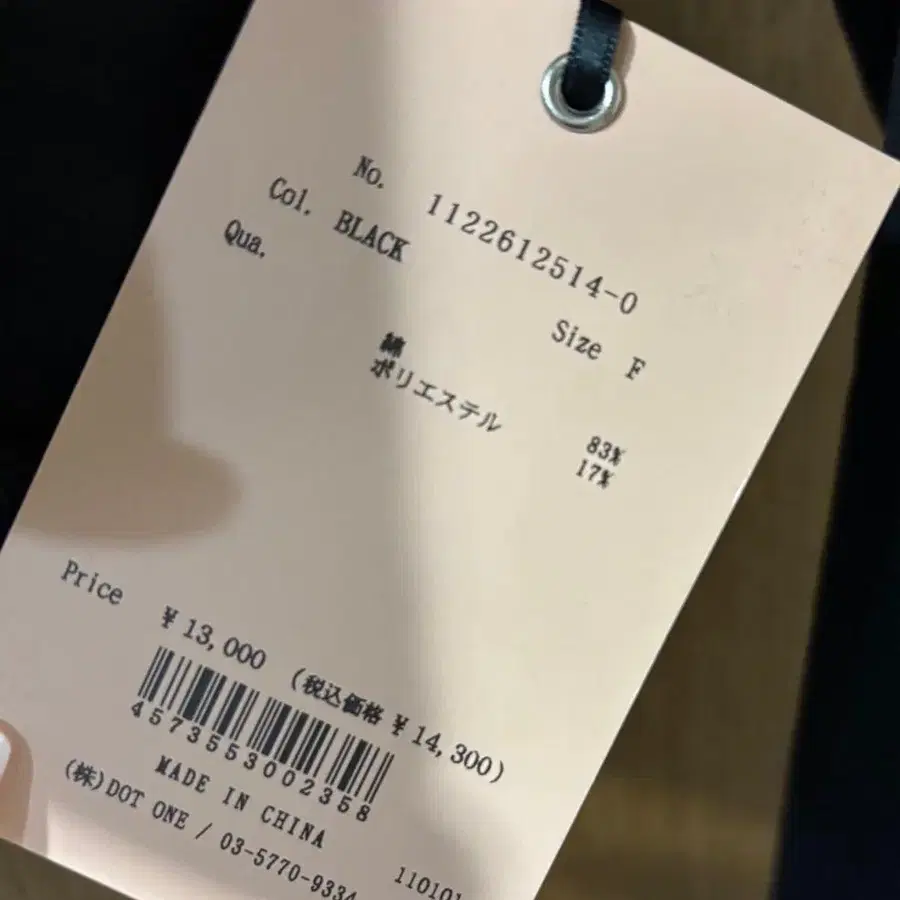 No. 1122612514-0
Col. BLACK Size F
Qua.
綿 83%
ポリエステル 17%
Price ¥13,000 (税込価格 ¥14,300)
4573553002358
MADE IN CHINA
(株)DOT ONE / 03-5770-9334